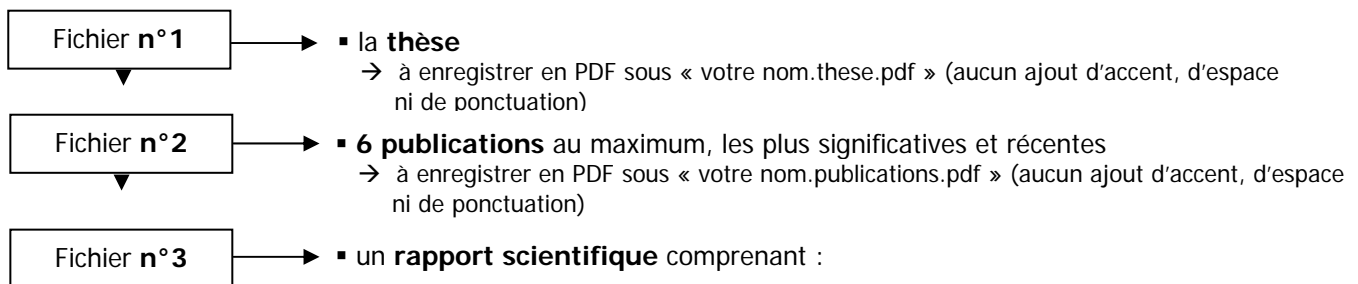 Fichier n°1
▪ la thèse
→ à enregistrer en PDF sous « votre nom.these.pdf » (aucun ajout d’accent, d’espace
ni de ponctuation)
Fichier n°2
▪ 6 publications au maximum, les plus significatives et récentes
→ à enregistrer en PDF sous « votre nom.publications.pdf » (aucun ajout d’accent, d’espace
ni de ponctuation)
Fichier n°3
▪ un rapport scientifique comprenant :